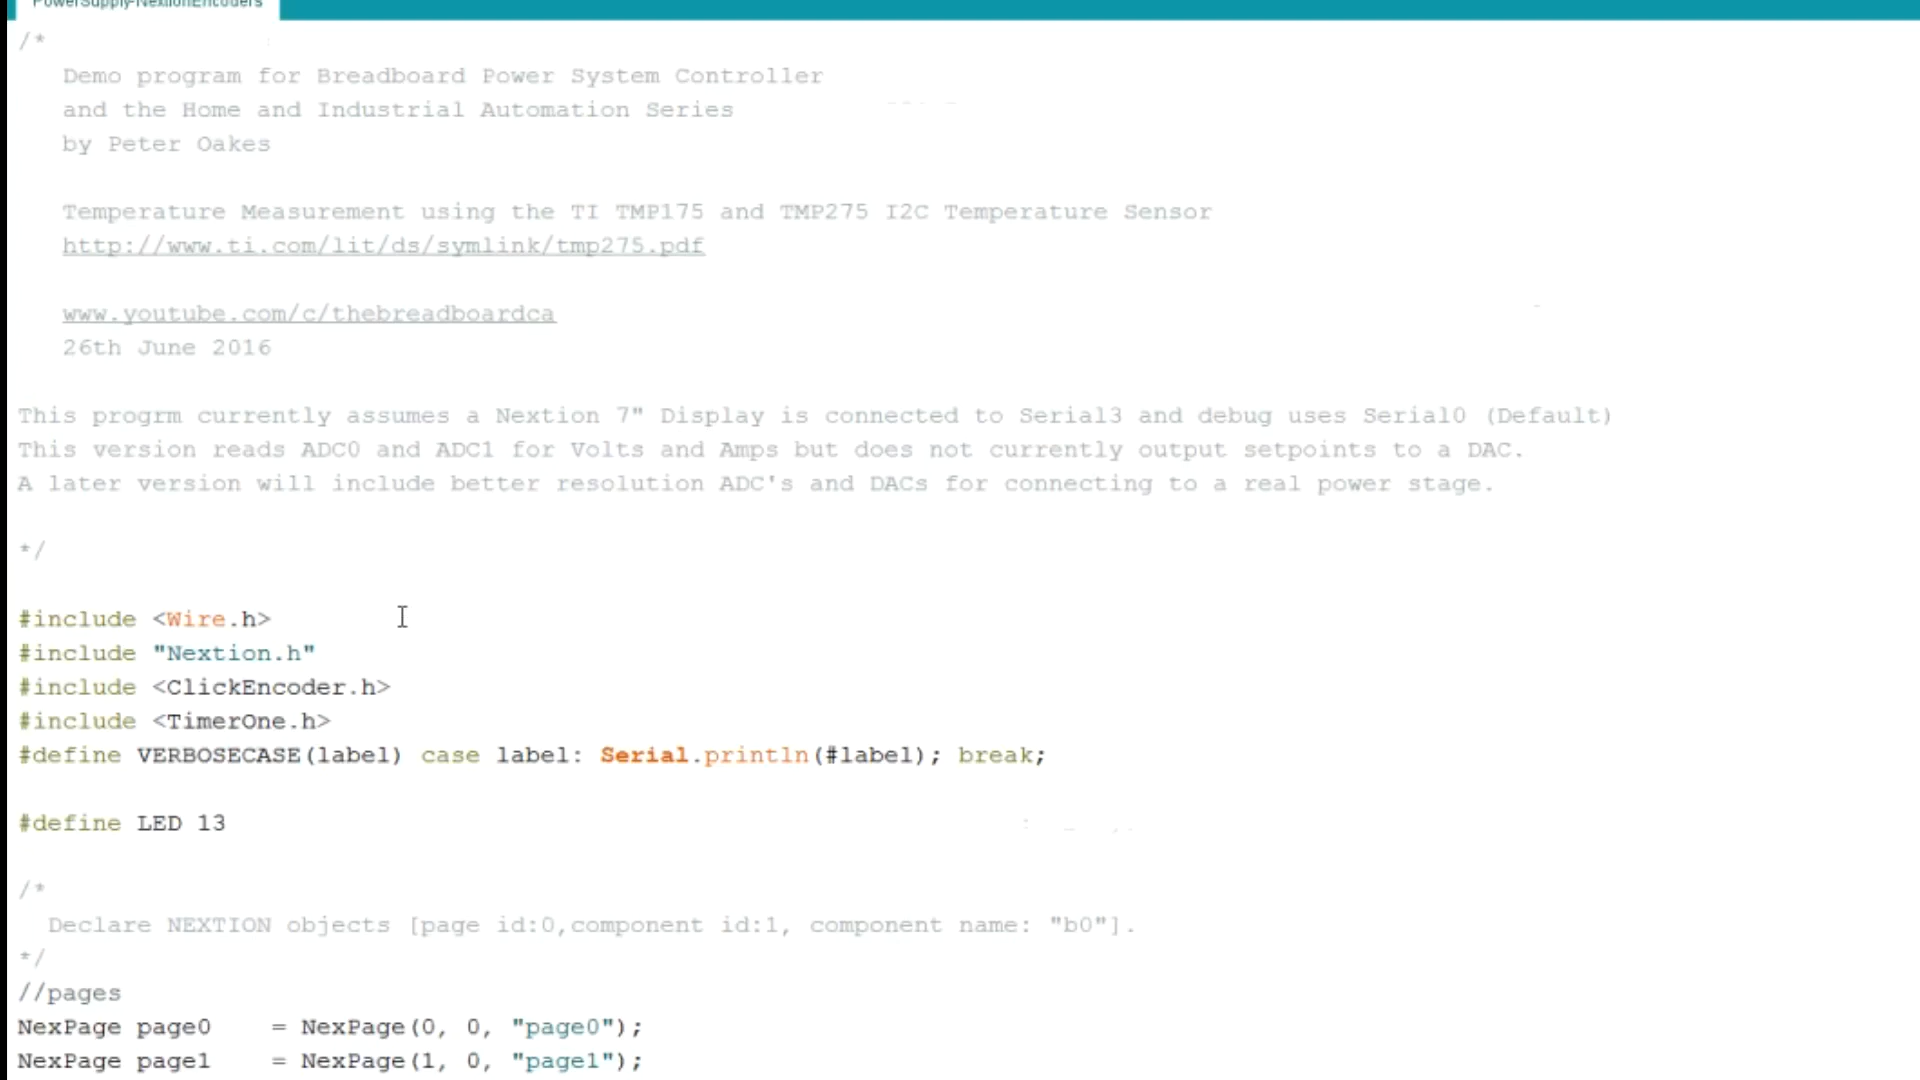 PowerSupply-NextionEncoders
/*
Demo program for Breadboard Power System Controller
and the Home and Industrial Automation Series
by Peter Oakes
Temperature Measurement using the TI TMP175 and TMP275 I2C Temperature Sensor
http://www.ti.com/lit/ds/symlink/tmp275.pdf
www.youtube.com/c/thebreadboardca
26th June 2016
This progrm currently assumes a Nextion 7" Display is connected to Serial3 and debug uses Serial0 (Default)
This version reads ADC0 and ADC1 for Volts and Amps but does not currently output setpoints to a DAC.
A later version will include better resolution ADC's and DACs for connecting to a real power stage.
*/
#include <Wire.h>
#include "Nextion.h"
#include <ClickEncoder.h>
#include <TimerOne.h>
#define VERBOSECASE(label) case label: Serial.println(#label); break;
#define LED 13
/*
Declare NEXTION objects [page id:0,component id:1, component name: "b0"].
*/
//pages
NexPage page0    = NexPage(0, 0, "page0");
NexPage page1    = NexPage(1, 0, "page1");